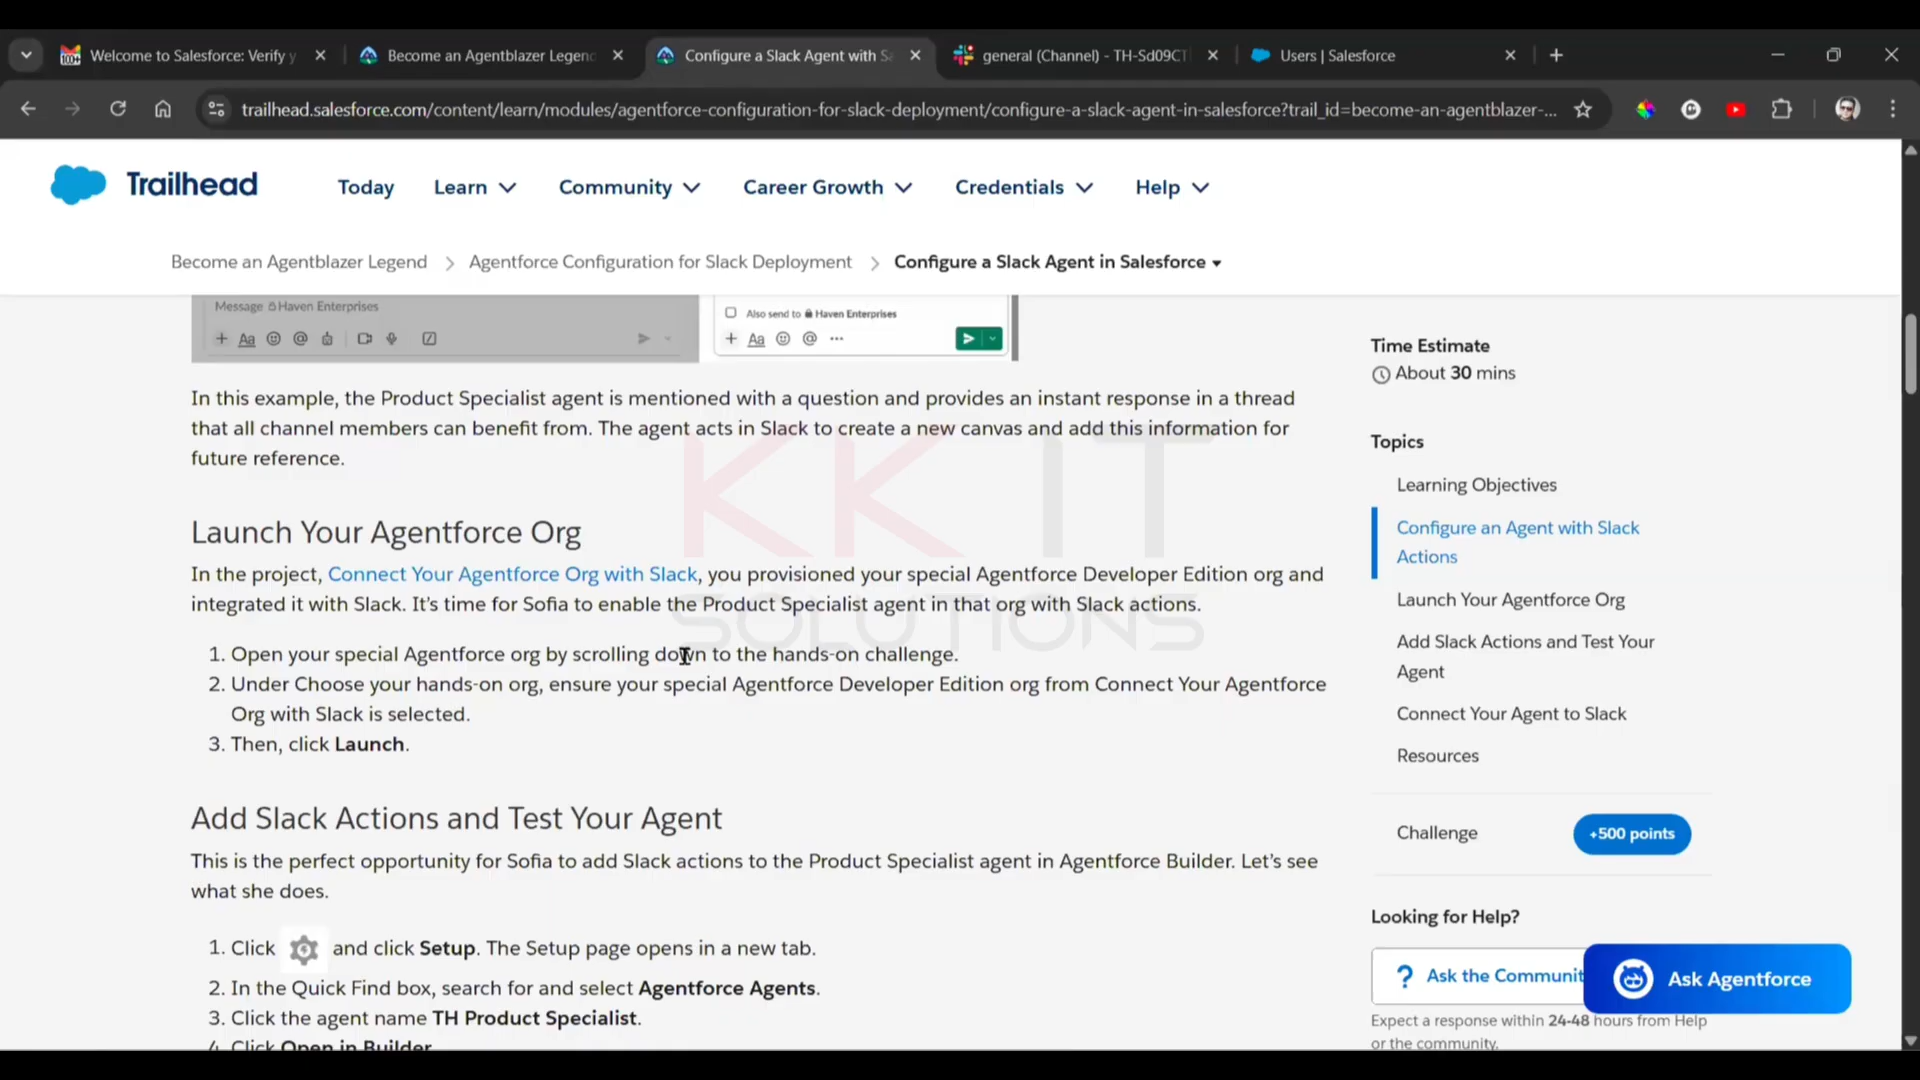 Welcome to Salesforce: Verify y
Become an Agentblazer Legend
Configure a Slack Agent with Sa
general (Channel) - TH-Sd09CT
Users | Salesforce
trailhead.salesforce.com/content/learn/modules/agentforce-configuration-for-slack-deployment/configure-a-slack-agent-in-salesforce?trail_id=become-an-agentblazer-...
Trailhead
Today
Learn
Community
Career Growth
Credentials
Help
Become an Agentblazer Legend > Agentforce Configuration for Slack Deployment > Configure a Slack Agent in Salesforce
Message Haven Enterprises
Also send to Haven Enterprises
Aa
Aa
In this example, the Product Specialist agent is mentioned with a question and provides an instant response in a thread
that all channel members can benefit from. The agent acts in Slack to create a new canvas and add this information for
future reference.
KK IT
SOLUTIONS
Launch Your Agentforce Org
In the project, Connect Your Agentforce Org with Slack, you provisioned your special Agentforce Developer Edition org and
integrated it with Slack. It's time for Sofia to enable the Product Specialist agent in that org with Slack actions.
1. Open your special Agentforce org by scrolling down to the hands-on challenge.
2. Under Choose your hands-on org, ensure your special Agentforce Developer Edition org from Connect Your Agentforce
Org with Slack is selected.
3. Then, click Launch.
Add Slack Actions and Test Your Agent
This is the perfect opportunity for Sofia to add Slack actions to the Product Specialist agent in Agentforce Builder. Let's see
what she does.
1. Click and click Setup. The Setup page opens in a new tab.
2. In the Quick Find box, search for and select Agentforce Agents.
3. Click the agent name TH Product Specialist.
4. Click Open in Builder
Time Estimate
About 30 mins
Topics
Learning Objectives
Configure an Agent with Slack
Actions
Launch Your Agentforce Org
Add Slack Actions and Test Your
Agent
Connect Your Agent to Slack
Resources
Challenge
+500 points
Looking for Help?
? Ask the Communit
Ask Agentforce
Expect a response within 24-48 hours from Help
or the community.